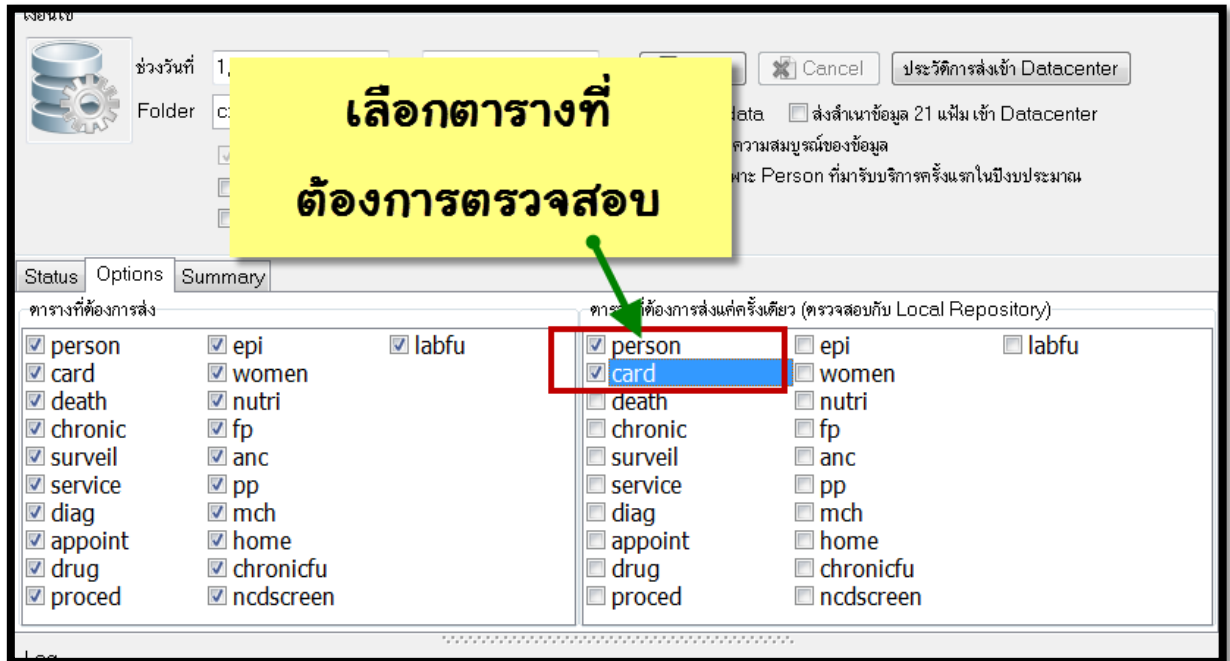 เงื่อนไข
ช่วงวันที่ 1,
Cancel ประวัติการส่งเข้า Datacenter
Folder c:
data ส่งสำเนาข้อมูล 21 แฟ้ม เข้า Datacenter
ความสมบูรณ์ของข้อมูล
Person ที่มารับบริการครั้งแรกในปีงบประมาณ
เลือกตารางที่
ต้องการตรวจสอบ
Status Options Summary
ตารางที่ต้องการส่ง
person epi labfu
card women
death nutri
chronic fp
surveil anc
service pp
diag mch
appoint home
drug chronicfu
proced ncdscreen
ที่ต้องการส่งแค่ครั้งเดียว (ตรวจสอบกับ Local Repository)
person epi labfu
card women
death nutri
chronic fp
surveil anc
service pp
diag mch
appoint home
drug chronicfu
proced ncdscreen
Log